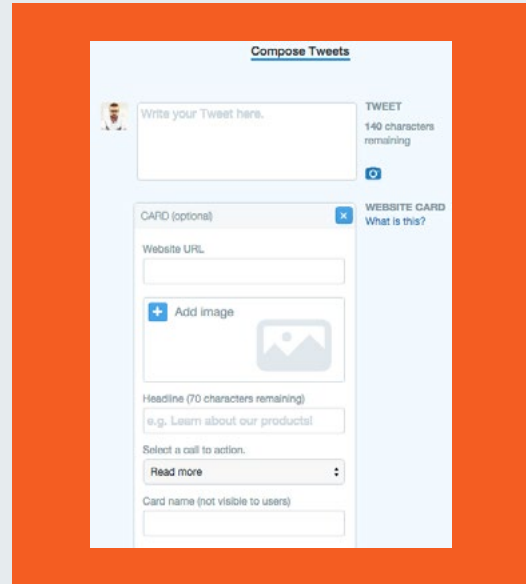 Compose Tweets
Write your Tweet here.
TWEET
140 characters
remaining
CARD (optional)
WEBSITE CARD
What is this?
Website URL
Add image
Headline (70 characters remaining)
e.g. Learn about our products!
Select a call to action.
Read more
Card name (not visible to users)